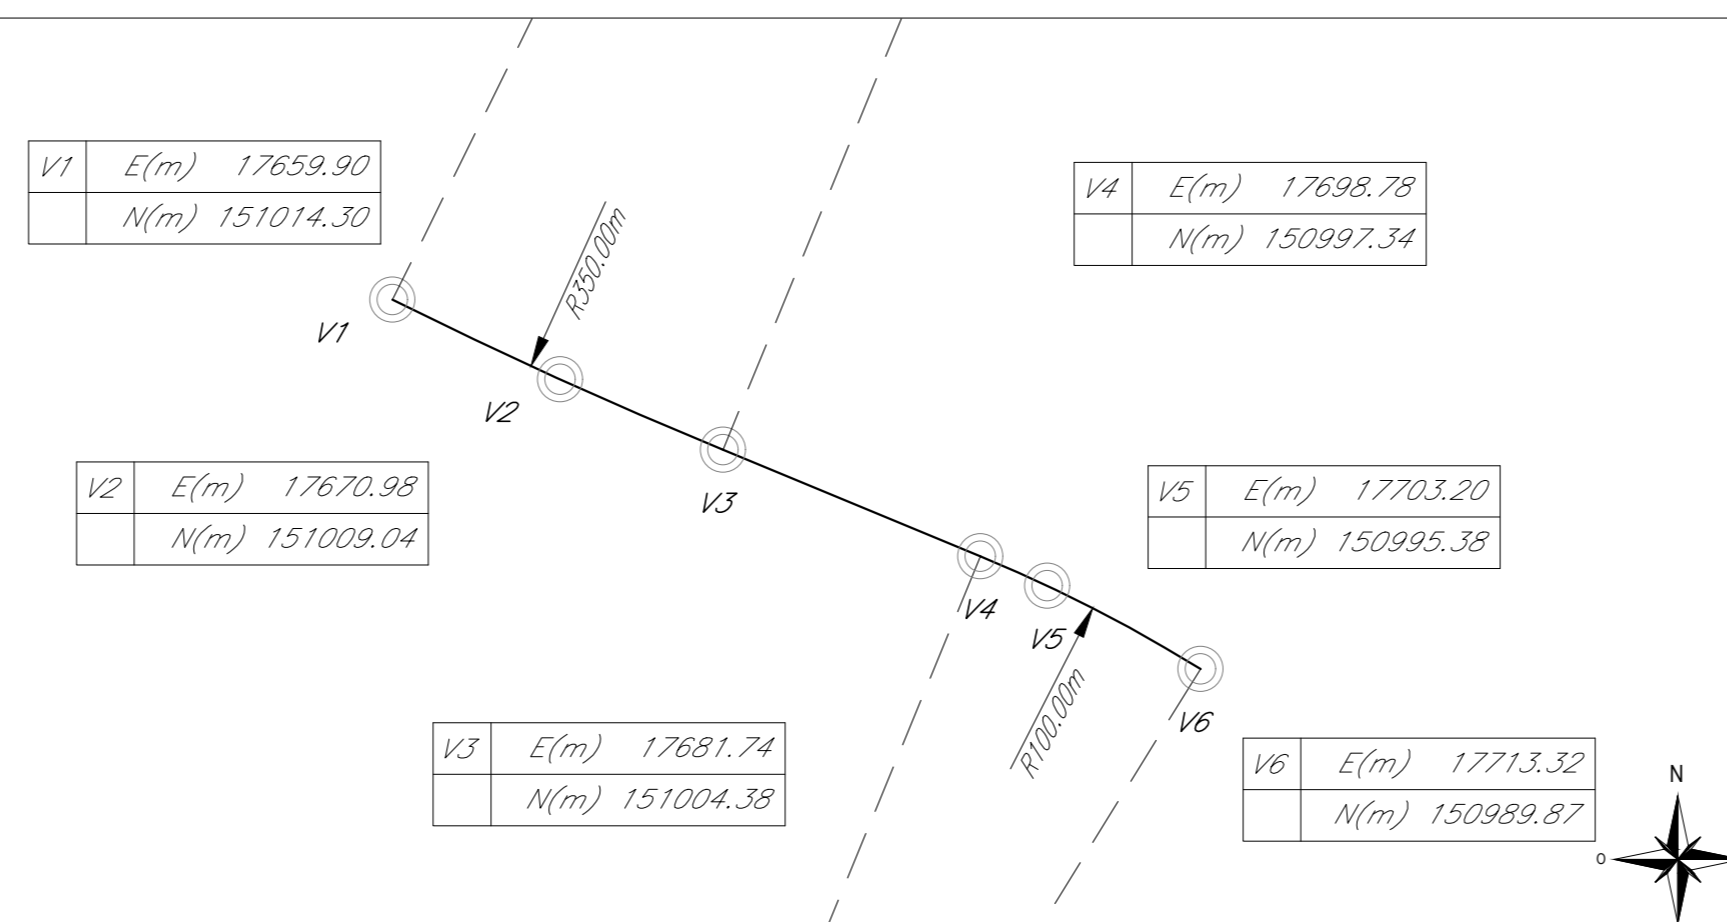 V1 E(m) 17659.90
N(m) 151014.30
V4 E(m) 17698.78
N(m) 150997.34
R350.00m
V1
V2
V2 E(m) 17670.98
N(m) 151009.04
V3
V5 E(m) 17703.20
N(m) 150995.38
V4
V5
R100.00m
V6
V3 E(m) 17681.74
N(m) 151004.38
V6 E(m) 17713.32
N(m) 150989.87
N
O